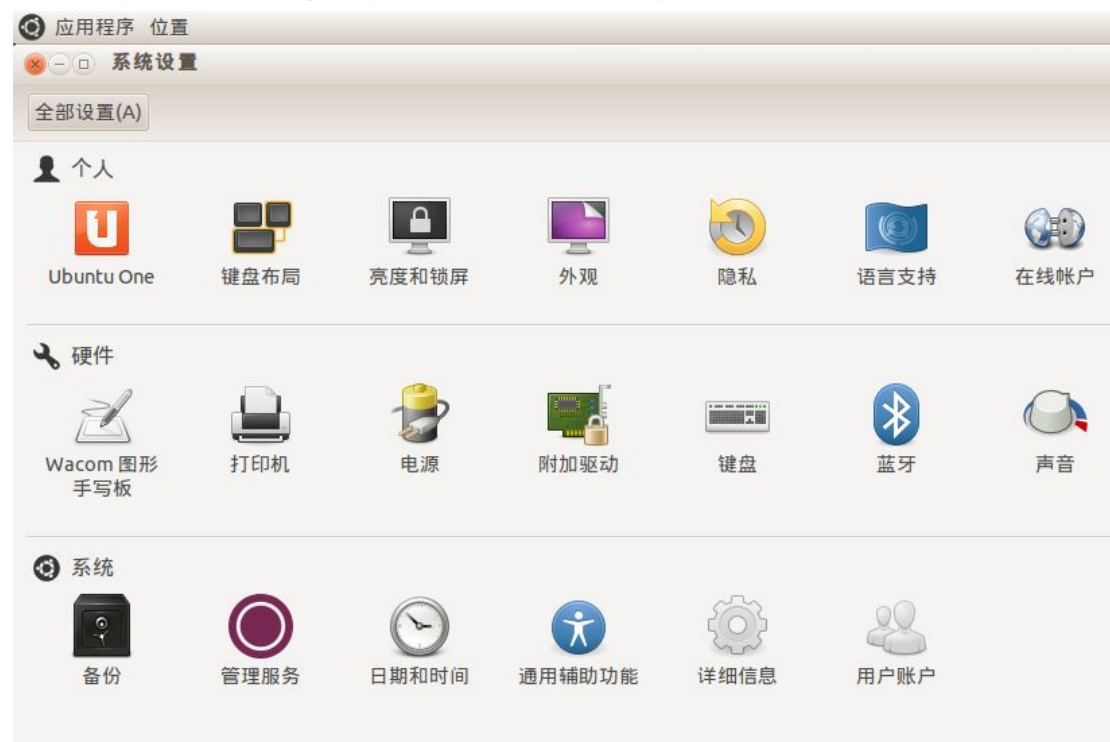 应用程序 位置
系统设置
全部设置(A)
个人
Ubuntu One 键盘布局 亮度和锁屏 外观 隐私 语言支持 在线帐户
硬件
Wacom 图形 打印机 电源 附加驱动 键盘 蓝牙 声音
手写板
系统
备份 管理服务 日期和时间 通用辅助功能 详细信息 用户账户